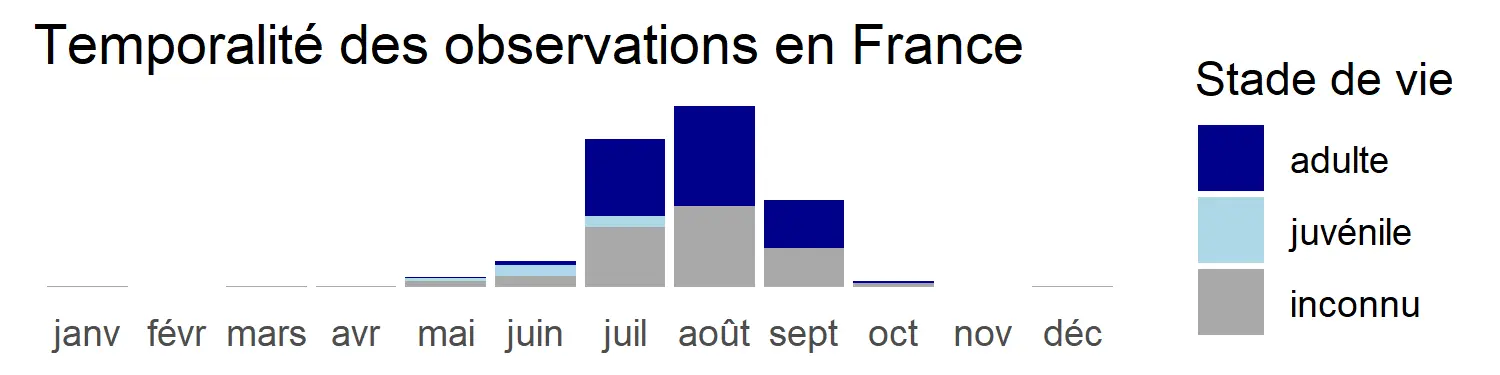 Temporalité des observations en France
Stade de vie
adulte
juvénile
inconnu
janv févr mars avr mai juin juil août sept oct nov déc